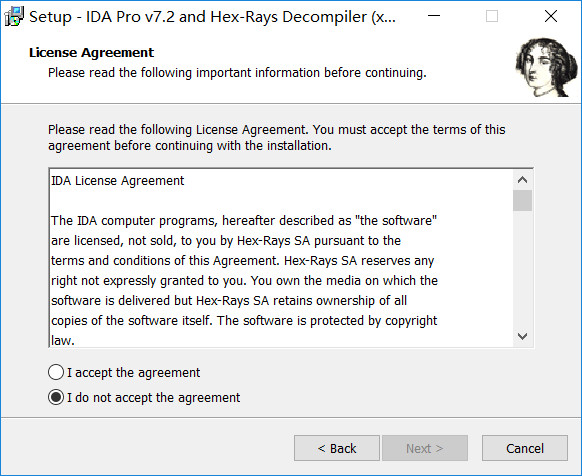 Setup - IDA Pro v7.2 and Hex-Rays Decompiler (x...
License Agreement
Please read the following important information before continuing.
Please read the following License Agreement. You must accept the terms of this
agreement before continuing with the installation.
IDA License Agreement
The IDA computer programs, hereafter described as "the software"
are licensed, not sold, to you by Hex-Rays SA pursuant to the
terms and conditions of this Agreement. Hex-Rays SA reserves any
right not expressly granted to you. You own the media on which the
software is delivered but Hex-Rays SA retains ownership of all
copies of the software itself. The software is protected by copyright
law.
I accept the agreement
I do not accept the agreement
< Back
Next >
Cancel